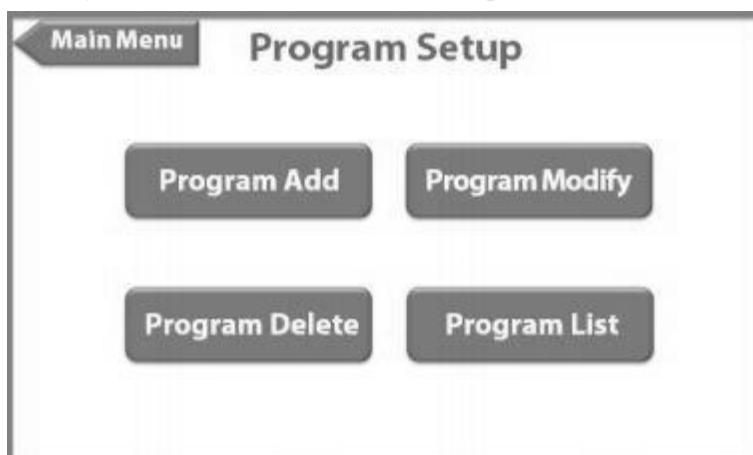 Main Menu
Program Setup
Program Add
Program Modify
Program Delete
Program List